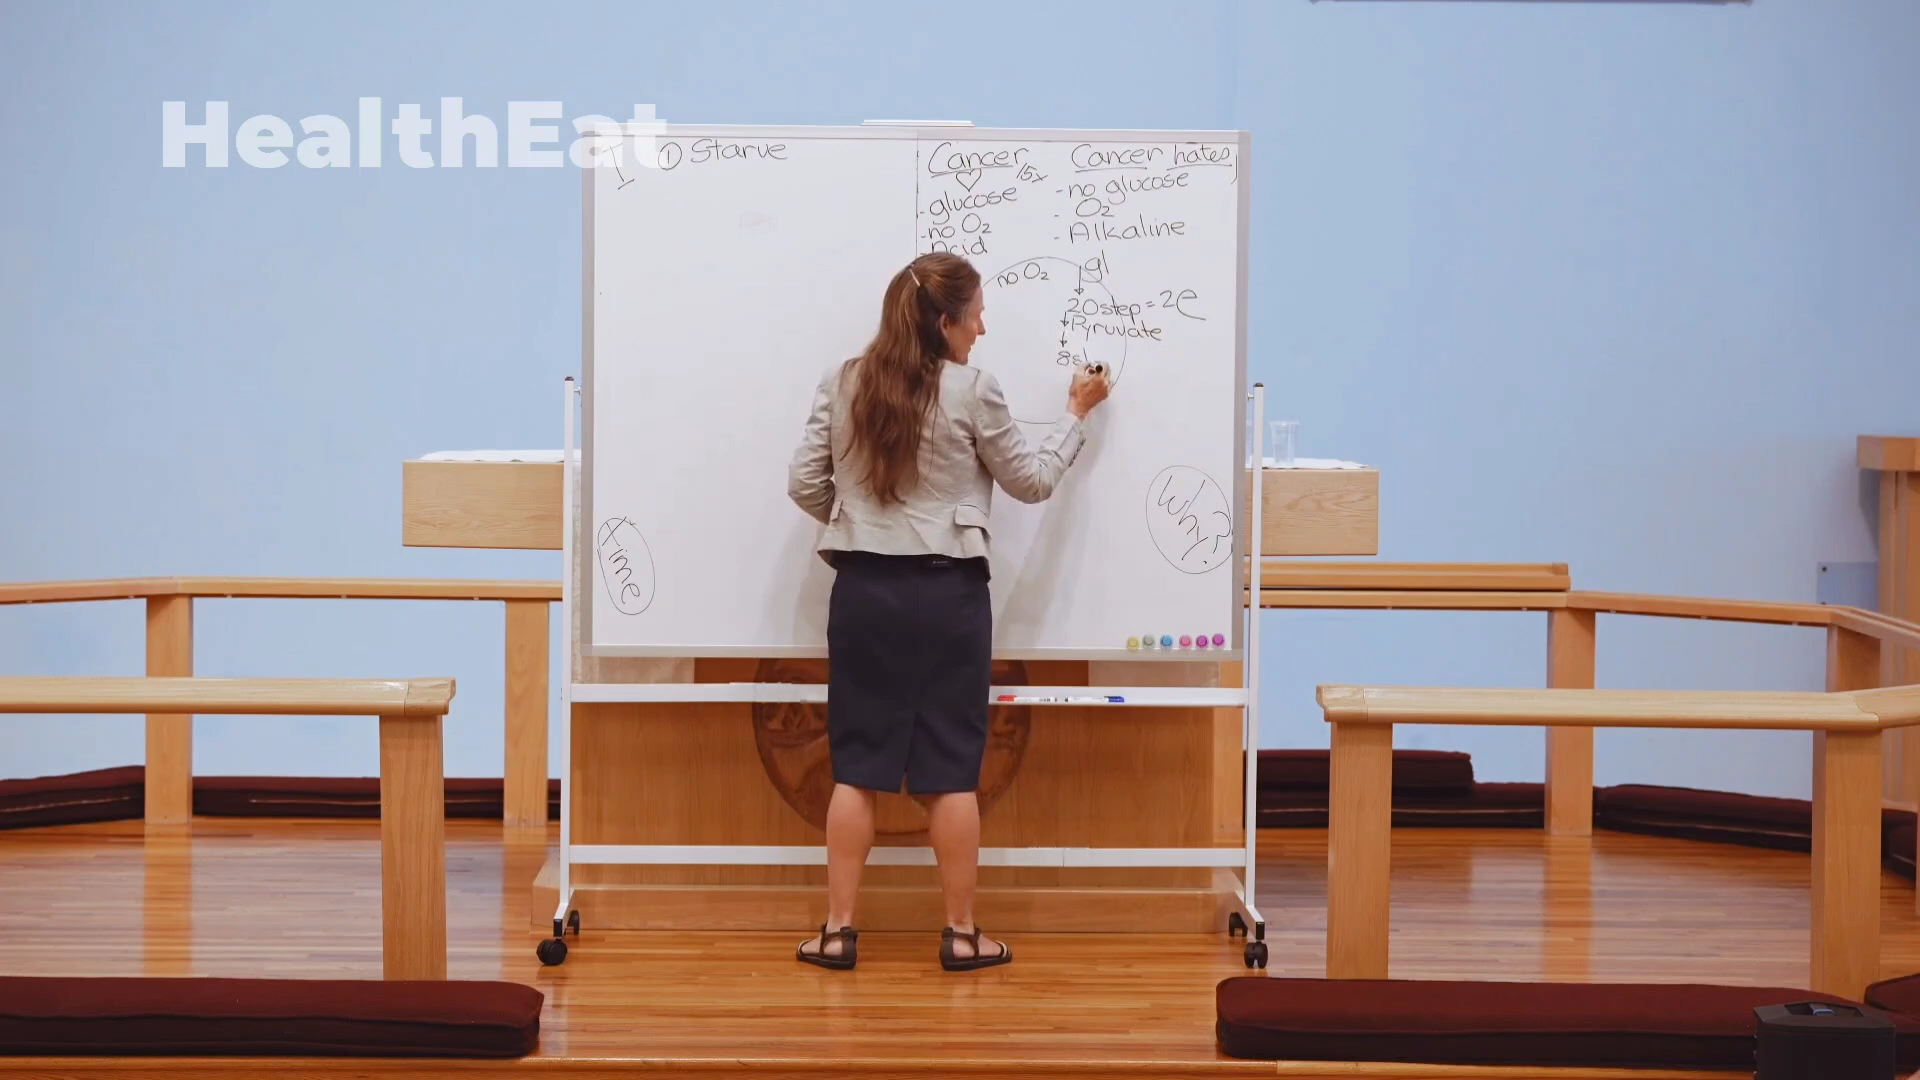 HealthEat
I ① Starve
Cancer 15x
♡
- glucose
- no O₂
- Acid
Cancer hates
- no glucose
- O₂
- Alkaline
no O₂
gl
20step = 2e
Pyruvate
time
Why?